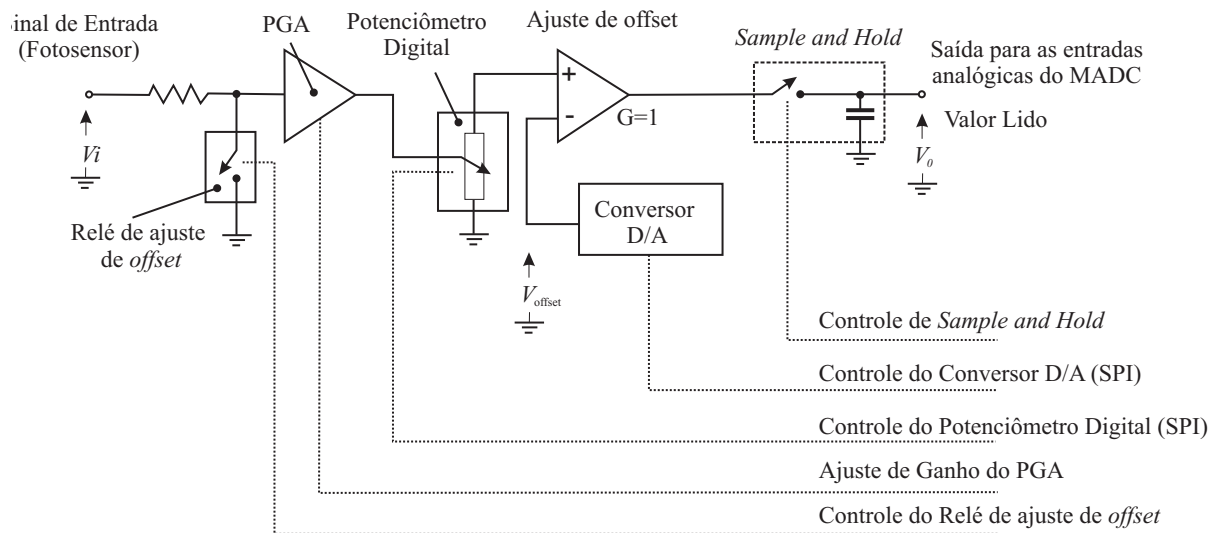 inal de Entrada
(Fotosensor)
PGA
Potenciômetro
Digital
Ajuste de offset
Sample and Hold
Saída para as entradas
analógicas do MADC
Valor Lido
Vi
+
-
G=1
V0
Relé de ajuste
de offset
Conversor
D/A
Voffset
Controle de Sample and Hold
Controle do Conversor D/A (SPI)
Controle do Potenciômetro Digital (SPI)
Ajuste de Ganho do PGA
Controle do Relé de ajuste de offset